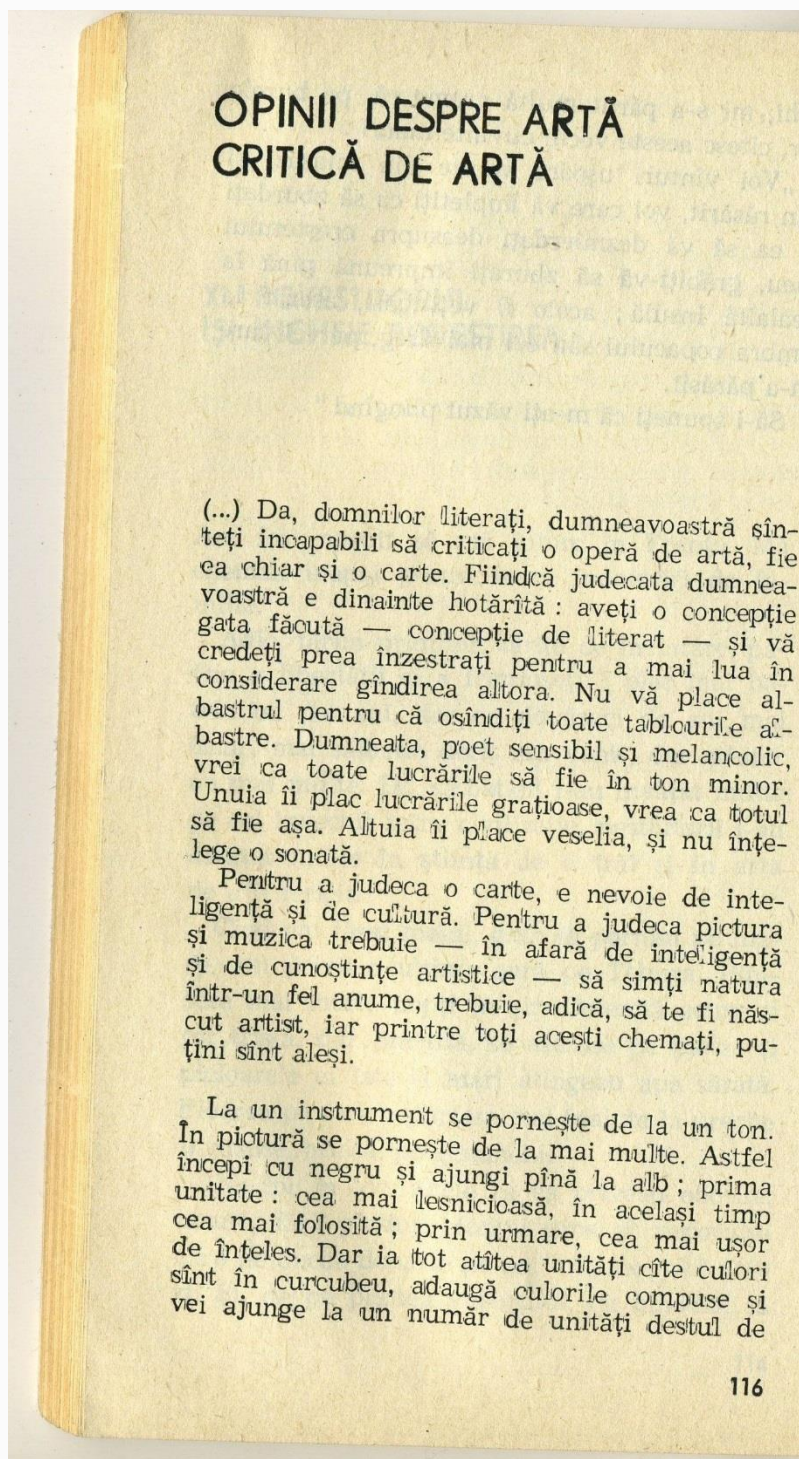 OPINII DESPRE ARTĂ
CRITICĂ DE ARTĂ
(...) Da, domnilor literați, dumneavoastră sîn-
teți incapabili să criticați o operă de artă, fie
ea chiar și o carte. Fiindcă judecata dumnea-
voastră e dinainte hotărîtă : aveți o concepție
gata făcută — concepție de literat — și vă
credeți prea înzestrați pentru a mai lua în
considerare gîndirea altora. Nu vă place al-
bastrul pentru că osîndiți toate tablourile al-
bastre. Dumneata, poet sensibil și melancolic,
vrei ca toate lucrările să fie în ton minor.
Unuia îi plac lucrările grațioase, vrea ca totul
să fie așa. Altuia îi place veselia, și nu înțe-
lege o sonată.
Pentru a judeca o carte, e nevoie de inte-
ligență și de cultură. Pentru a judeca pictura
și muzica trebuie — în afară de inteligență
și de cunoștințe artistice — să simți natura
într-un fel anume, trebuie, adică, să te fi năs-
cut artist, iar printre toți acești chemați, pu-
țini sînt aleși.
La un instrument se pornește de la un ton.
În pictură se pornește de la mai multe. Astfel
începi cu negru și ajungi pînă la alb ; prima
unitate : cea mai lesnicioasă, în același timp
cea mai folosită ; prin urmare, cea mai ușor
de înțeles. Dar ia tot atîtea unități cîte culori
sînt în curcubeu, adaugă culorile compuse și
vei ajunge la un număr de unități destul de
116